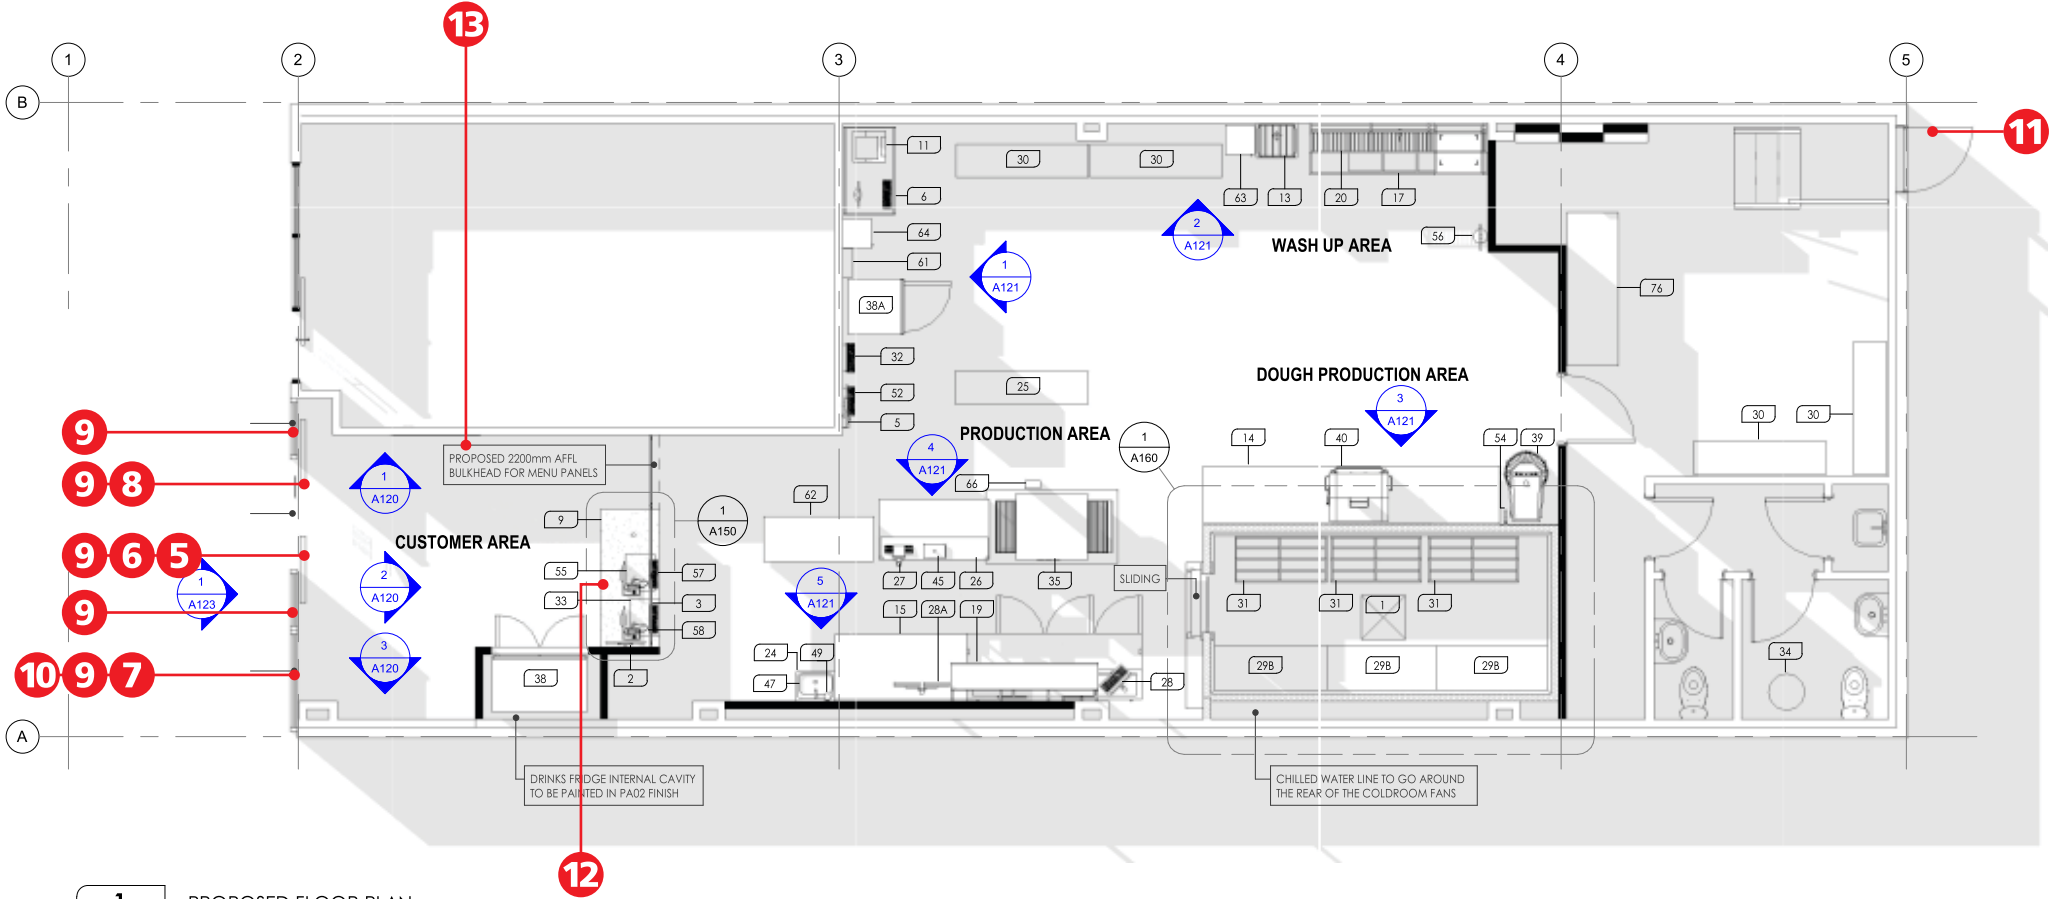 13
1
2
3
4
5
B
11
11
30
30
6
63
13
20
17
64
2
A121
WASH UP AREA
56
61
1
A121
38A
76
32
DOUGH PRODUCTION AREA
25
52
3
A121
5
30
30
9
PRODUCTION AREA
1
A160
14
40
54
39
4
A121
PROPOSED 2200mm AFFL
BULKHEAD FOR MENU PANELS
9 8
1
A120
66
62
9
1
A150
CUSTOMER AREA
9 6 5
55
57
27
45
26
35
SLIDING
1
A123
2
A120
5
A121
33
3
15
28A
19
31
31
1
31
9
58
3
A120
24
49
29B
29B
29B
34
10 9 7
38
2
47
28
A
DRINKS FRIDGE INTERNAL CAVITY
TO BE PAINTED IN PA02 FINISH
CHILLED WATER LINE TO GO AROUND
THE REAR OF THE COLDROOM FANS
12
1
PROPOSED FLOOR PLAN